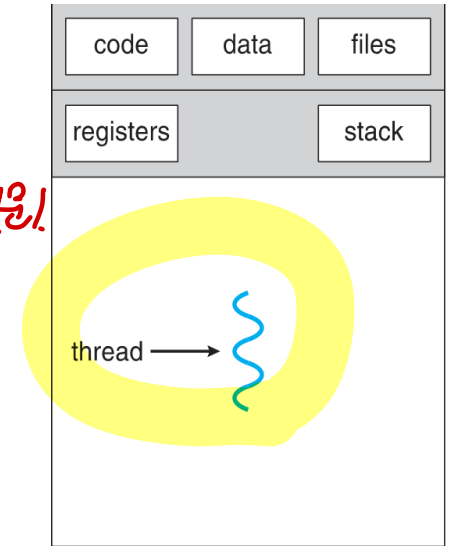 code data files
registers stack
thread